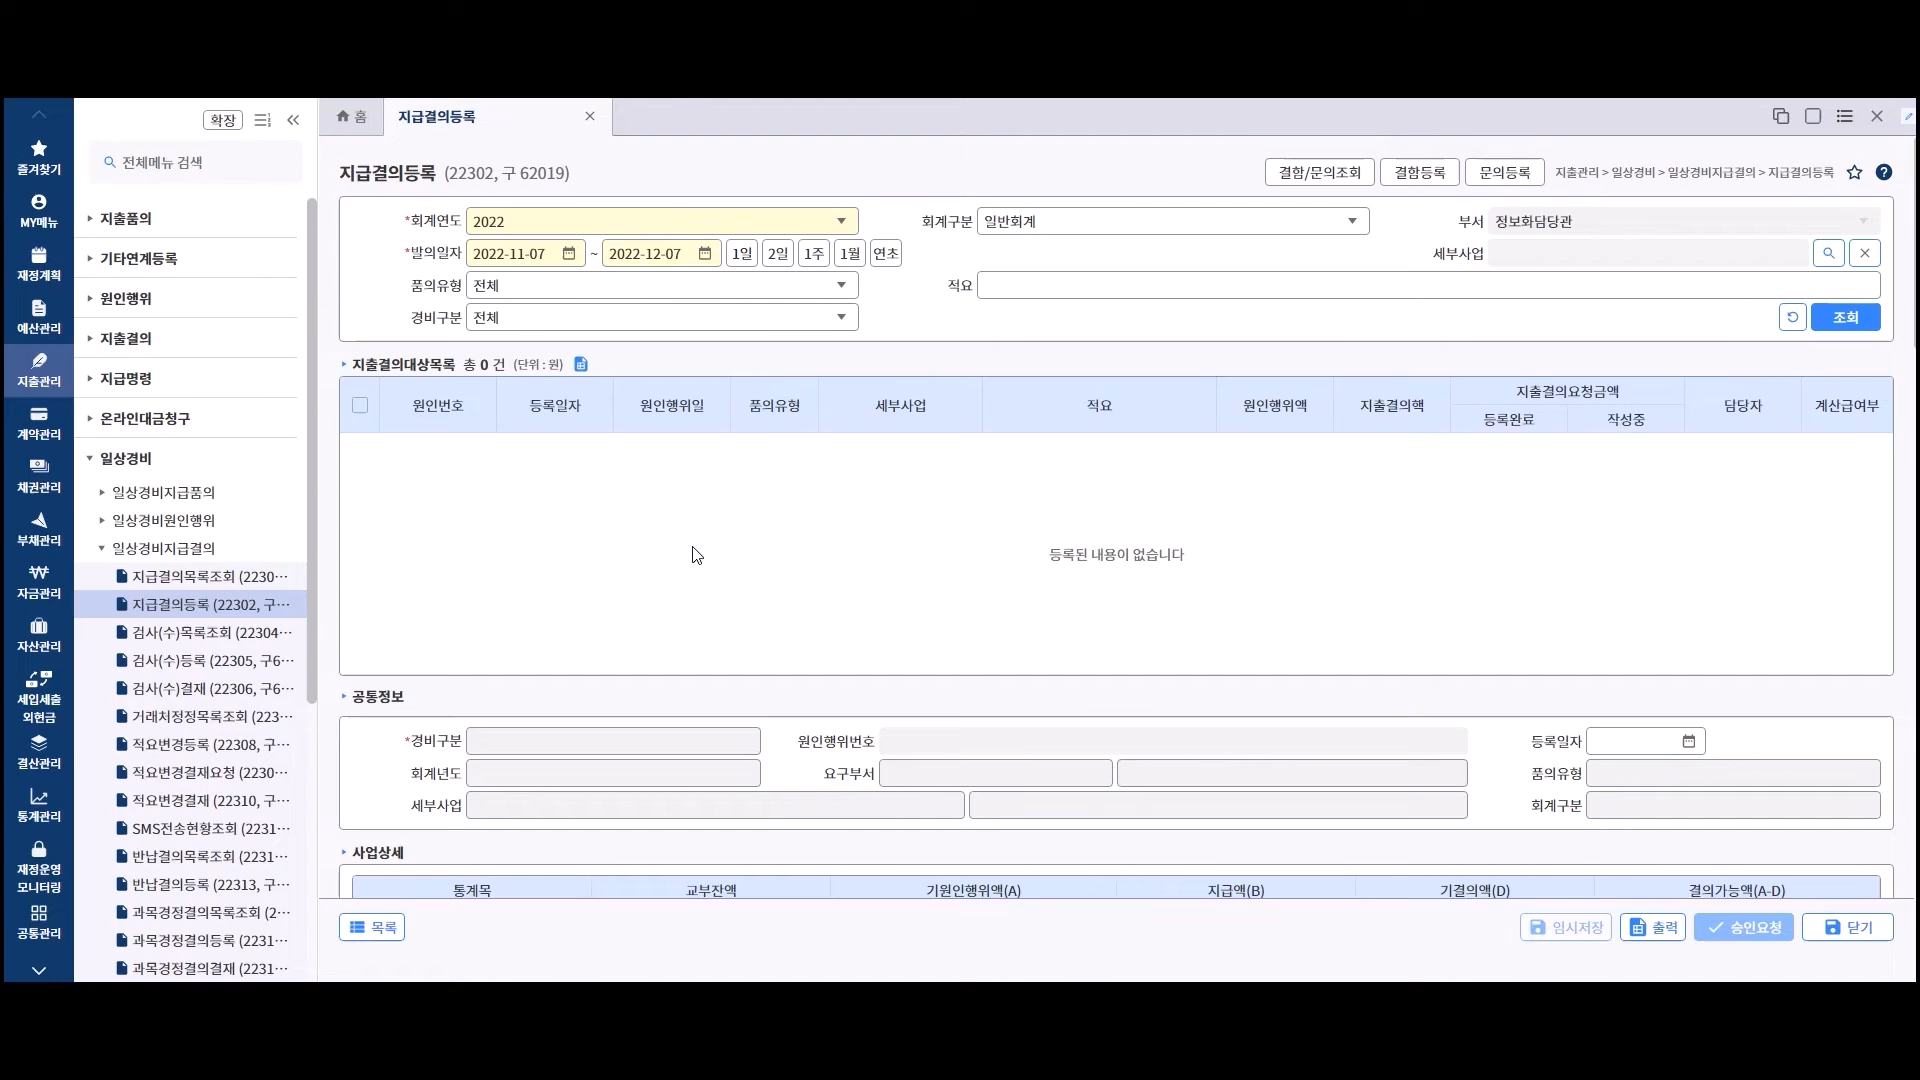 확장
홈
지급결의등록
즐겨찾기
MY메뉴
재정계획
예산관리
지출관리
계약관리
채권관리
부채관리
자금관리
자산관리
세입세출
외현금
결산관리
통계관리
재정운영
모니터링
공통관리
전체메뉴 검색
지출품의
기타연계등록
원인행위
지출결의
지급명령
온라인대금청구
일상경비
일상경비지급품의
일상경비원인행위
일상경비지급결의
지급결의목록조회 (2230…
지급결의등록 (22302, 구…
검사(수)목록조회 (22304…
검사(수)등록 (22305, 구6…
검사(수)결재 (22306, 구6…
거래처정정목록조회 (223…
적요변경등록 (22308, 구…
적요변경결재요청 (2230…
적요변경결재 (22310, 구…
SMS전송현황조회 (2231…
반납결의목록조회 (2231…
반납결의등록 (22313, 구…
과목경정결의목록조회 (2…
과목경정결의등록 (2231…
과목경정결의결재 (2231…
지급결의등록 (22302, 구 62019)
결함/문의조회 결함등록 문의등록 지출관리 > 일상경비 > 일상경비지급결의 > 지급결의등록
*회계연도 2022 회계구분 일반회계 부서 정보화담당관
*발의일자 2022-11-07 ~ 2022-12-07 1일 2일 1주 1월 연초 세부사업
품의유형 전체 적요
경비구분 전체 조회
지출결의대상목록 총 0 건 (단위 : 원)
원인번호 등록일자 원인행위일 품의유형 세부사업 적요 원인행위액 지출결의액 지출결의요청금액 담당자 계산급여부
등록완료 작성중
등록된 내용이 없습니다
공통정보
*경비구분 원인행위번호 등록일자
회계년도 요구부서 품의유형
세부사업 회계구분
사업상세
통계목 교부잔액 기원인행위액(A) 지급액(B) 기결의액(D) 결의가능액(A-D)
목록 임시저장 출력 승인요청 닫기